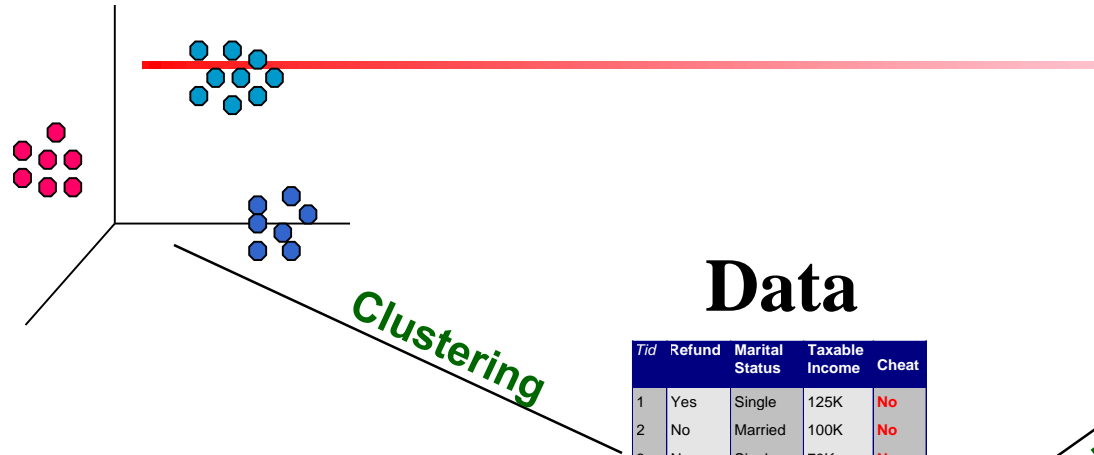 Data
Clustering
Tid Refund Marital Status Taxable Income Cheat
1 Yes Single 125K No
2 No Married 100K No